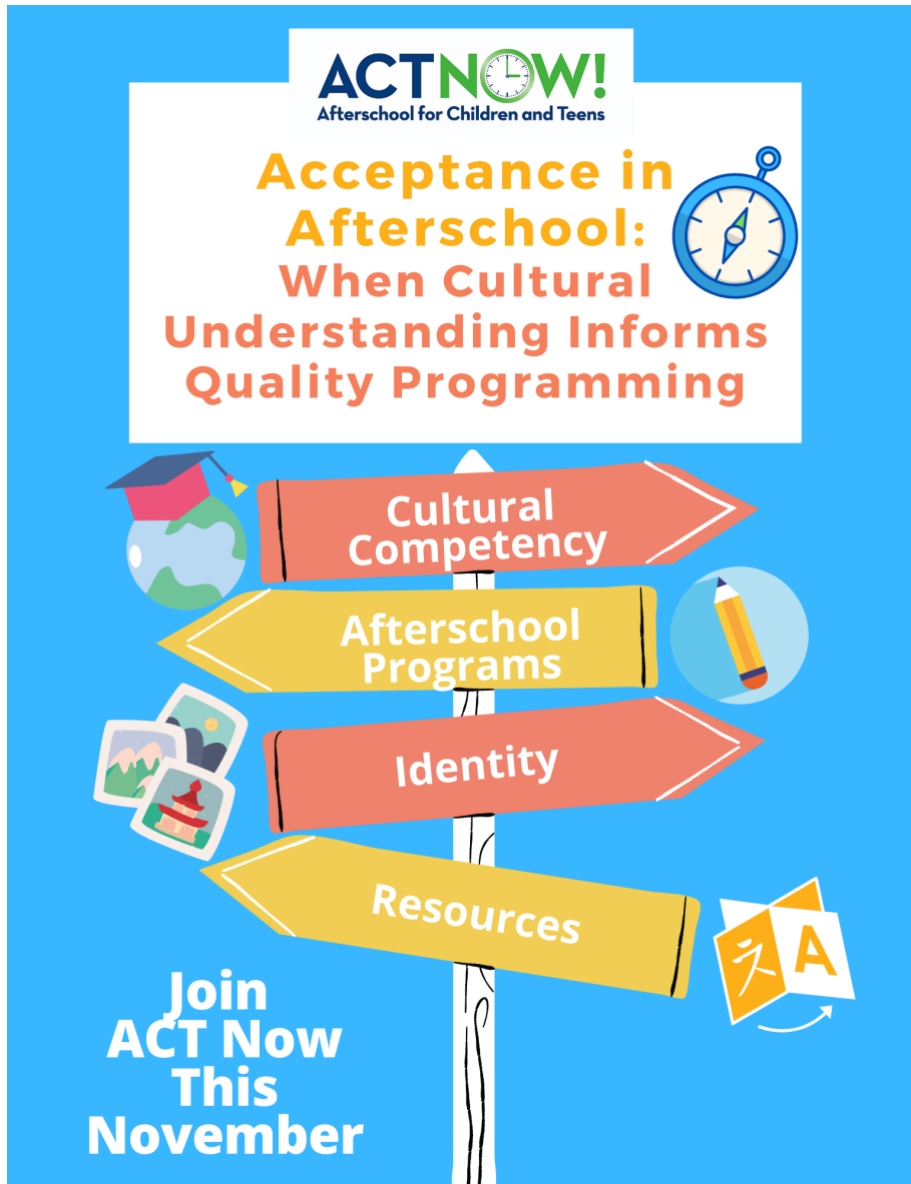 ACTNOW!
Afterschool for Children and Teens
Acceptance in
Afterschool:
When Cultural
Understanding Informs
Quality Programming
Cultural
Competency
Afterschool
Programs
Identity
Resources
A
Join
ACT Now
This
November